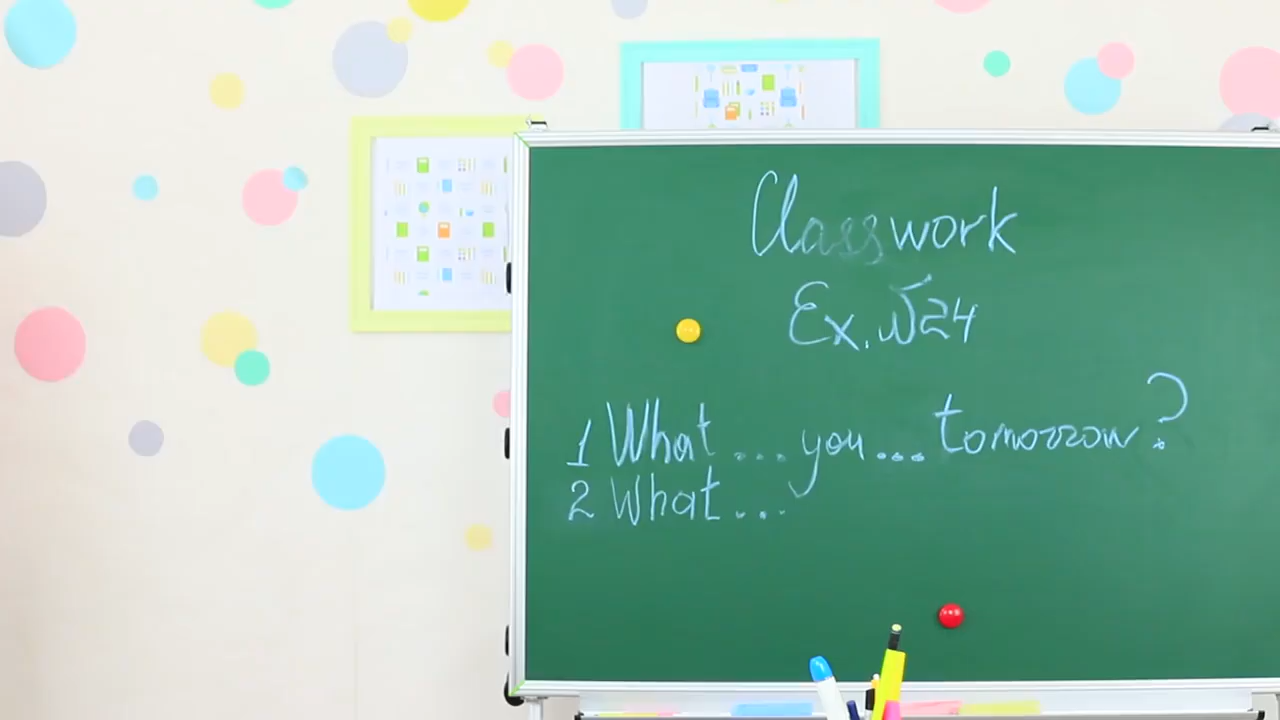 Classwork
Ex. №24
1 What ... you ... tomorrow?
2 What ...